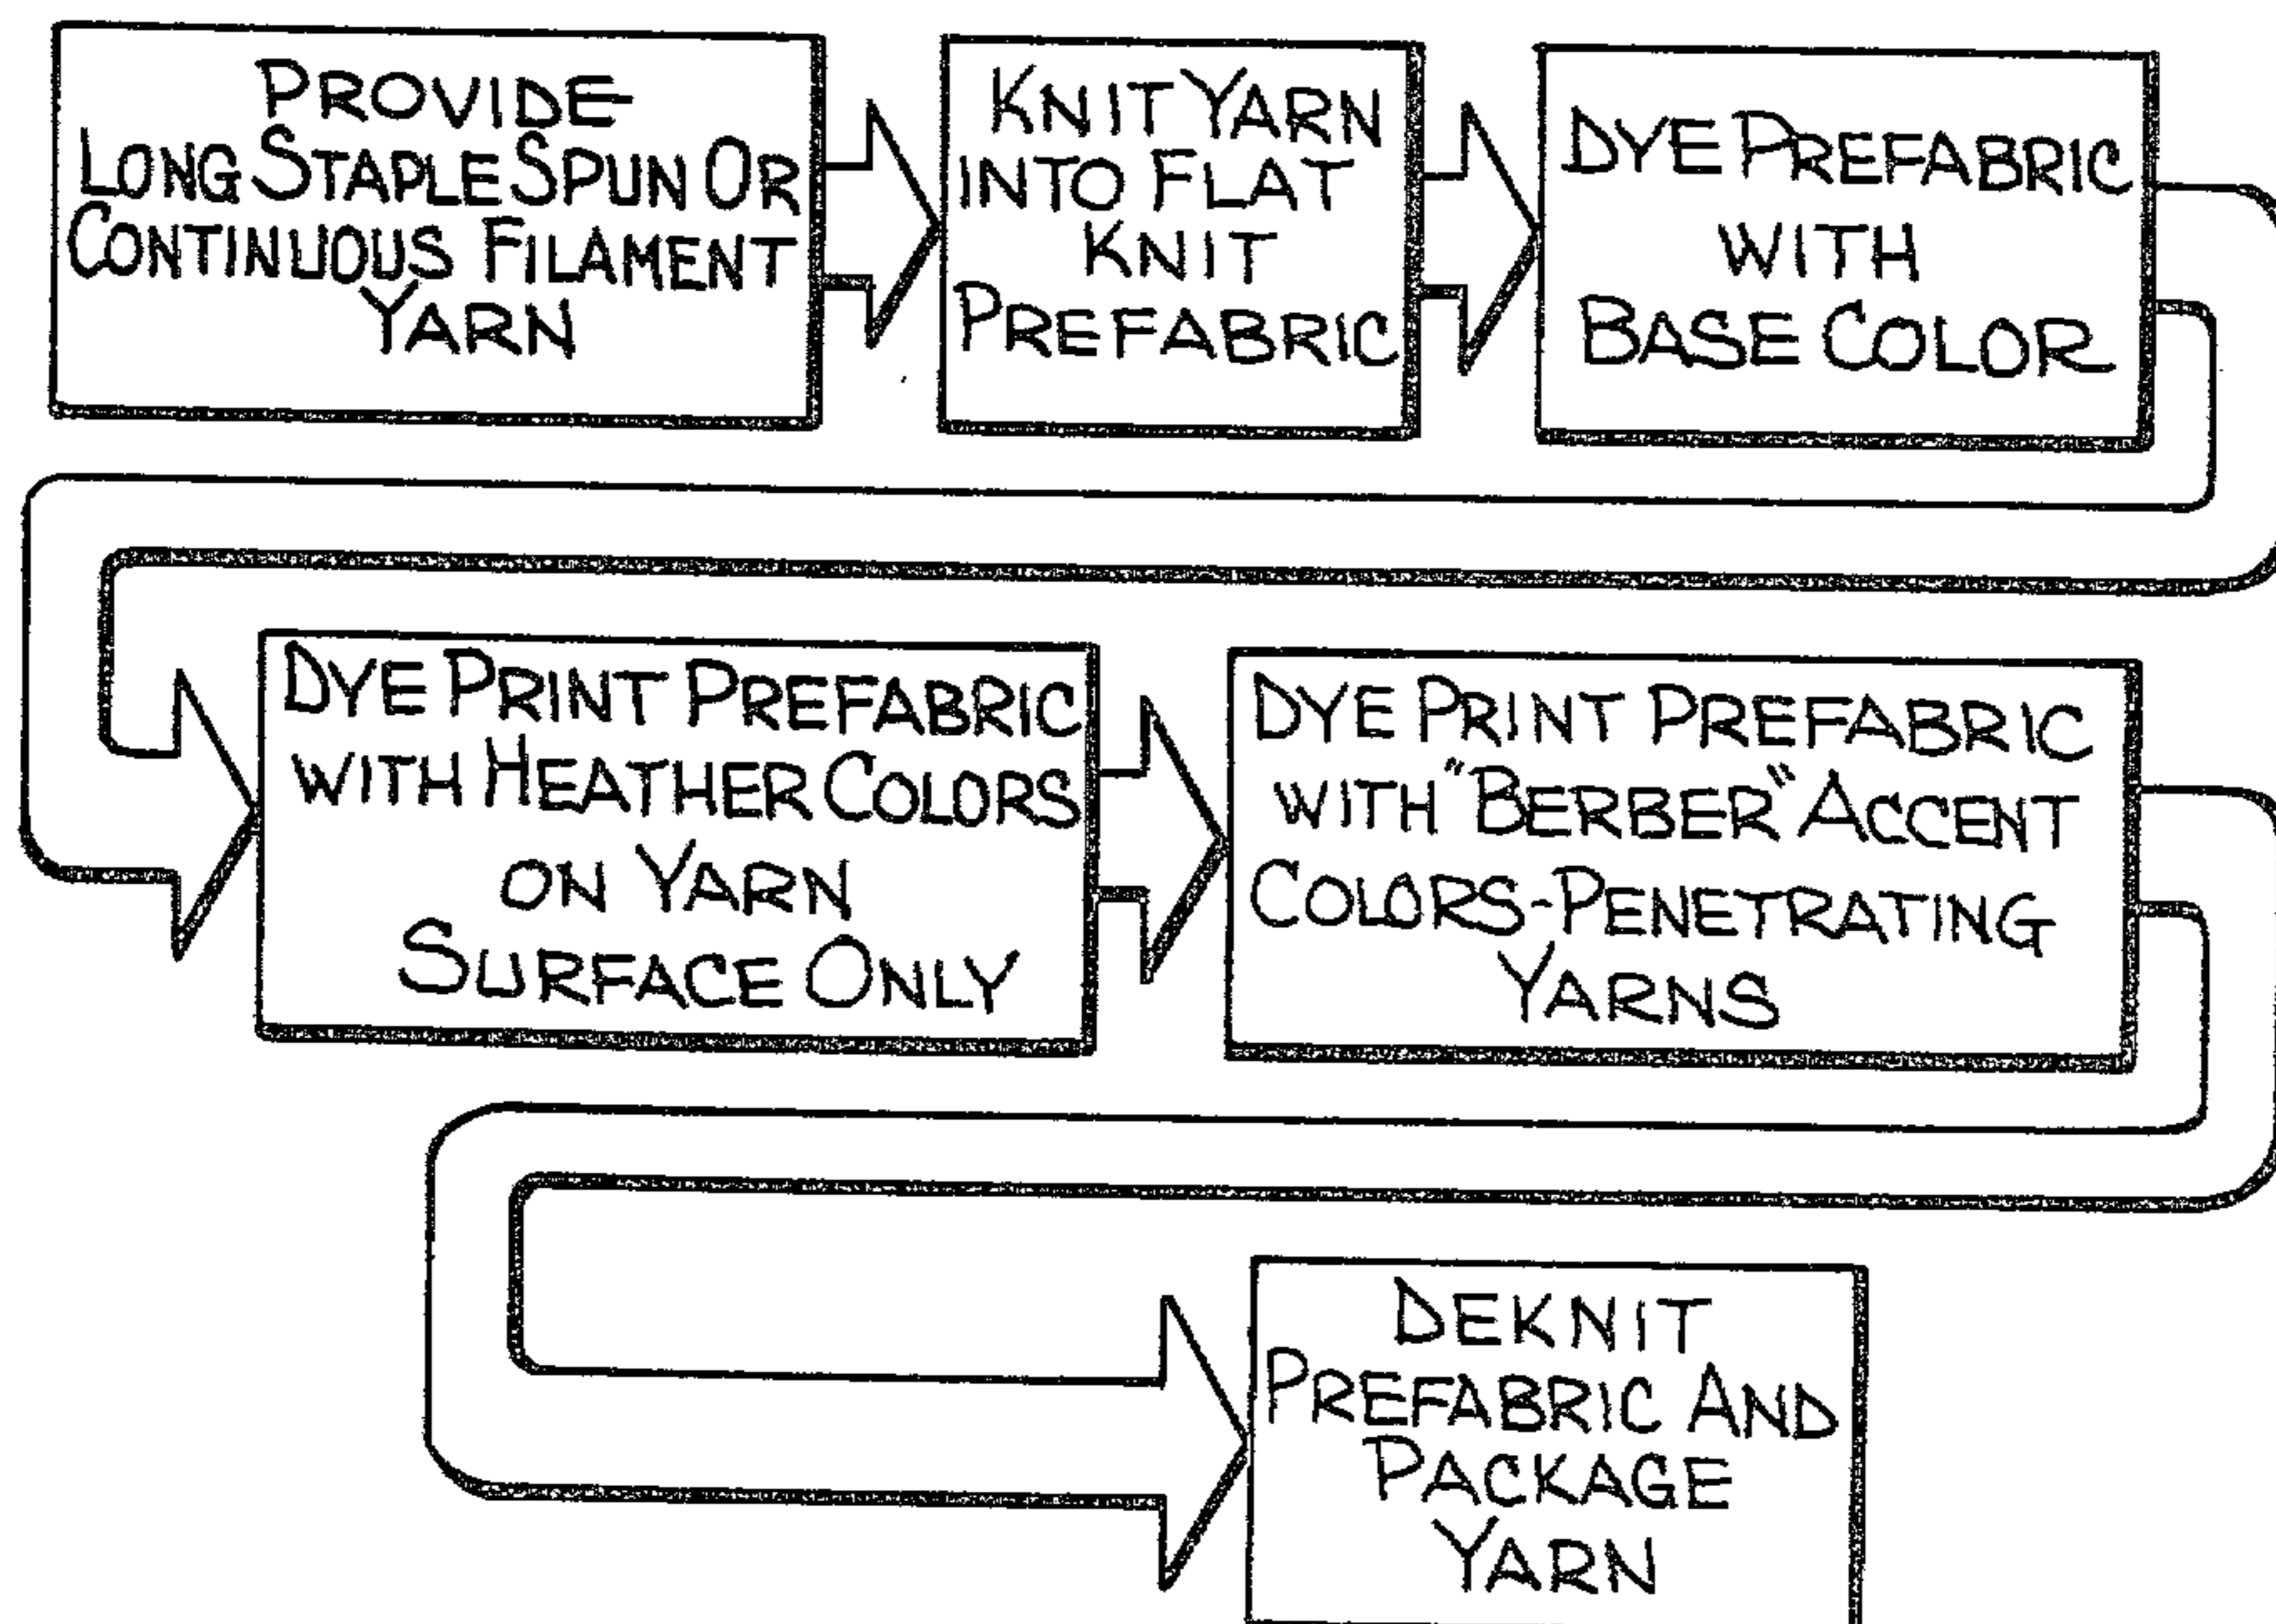 PROVIDE
LONG STAPLE SPUN OR
CONTINUOUS FILAMENT
YARN
KNIT YARN
INTO FLAT
KNIT
PREFABRIC
DYE PREFABRIC
WITH
BASE COLOR
DYE PRINT PREFABRIC
WITH HEATHER COLORS
ON YARN
SURFACE ONLY
DYE PRINT PREFABRIC
WITH "BERBER" ACCENT
COLORS-PENETRATING
YARNS
DEKNIT
PREFABRIC AND
PACKAGE
YARN